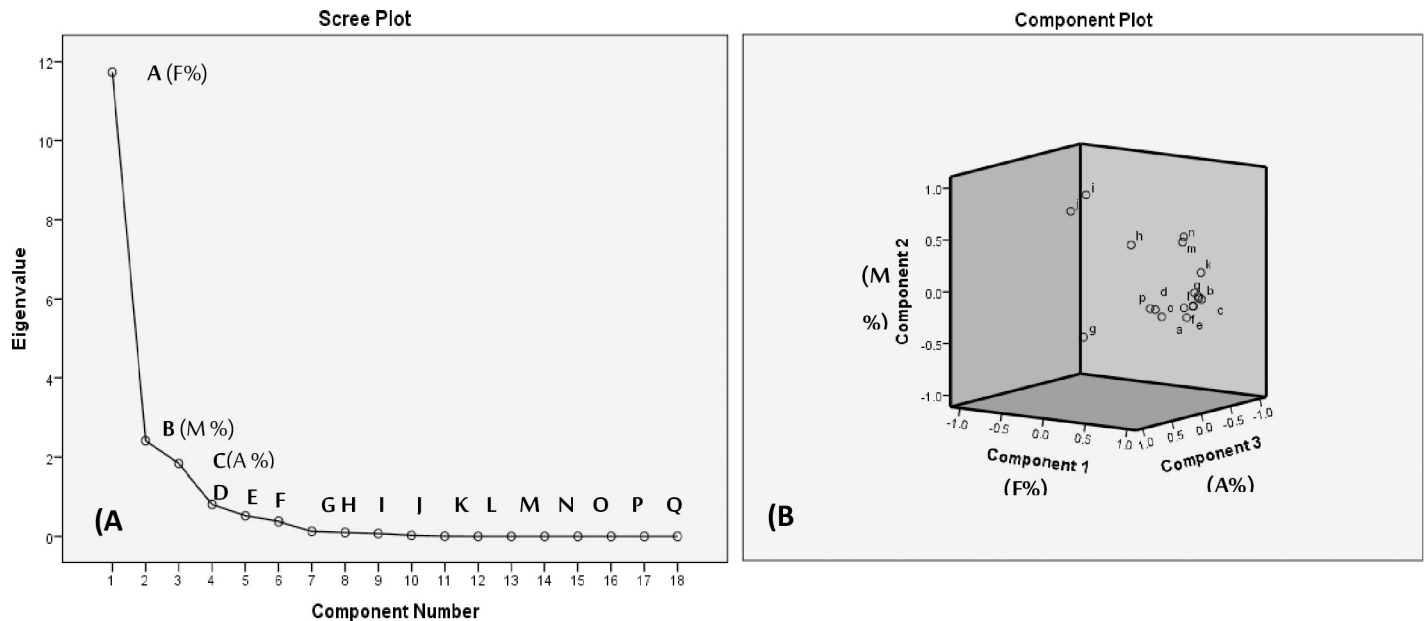 Scree Plot
12
10
8
6
4
2
0
Eigenvalue
A (F%)
B (M %)
C(A %)
D E F G H I J K L M N O P Q
(A
1 2 3 4 5 6 7 8 9 10 11 12 13 14 15 16 17 18
Component Number
Component Plot
1.0
0.5
0.0
-0.5
-1.0
Component 2
(M
%)
i
j
h
n
m
k
q
d
l
b
p
o
c
f
a
e
g
-1.0 -0.5 0.0 0.5 1.0
Component 1
(F%)
1.0 0.5 0.0 -0.5 -1.0
Component 3
(A%)
(B